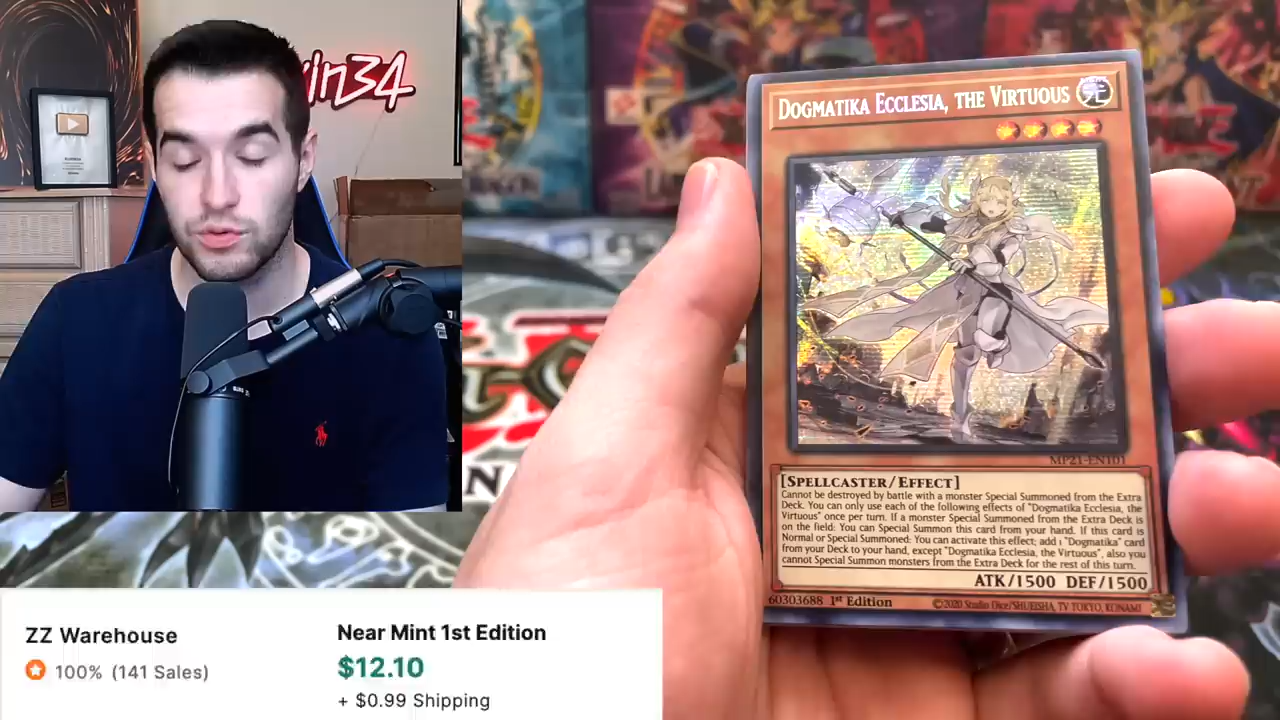 xin34
DOGMATIKA ECCLESIA, THE VIRTUOUS
光
MP21-EN101
[SPELLCASTER/EFFECT]
Cannot be destroyed by battle with a monster Special Summoned from the Extra
Deck. You can only use each of the following effects of "Dogmatika Ecclesia, the
Virtuous" once per turn. If a monster Special Summoned from the Extra Deck is
on the field: You can Special Summon this card from your hand. If this card is
Normal or Special Summoned: You can activate this effect; add 1 "Dogmatika" card
from your Deck to your hand, except "Dogmatika Ecclesia, the Virtuous", also you
cannot Special Summon monsters from the Extra Deck for the rest of this turn.
ATK/1500 DEF/1500
60303688 1st Edition
©2020 Studio Dice/SHUEISHA, TV TOKYO, KONAMI
ZZ Warehouse
100% (141 Sales)
Near Mint 1st Edition
$12.10
+ $0.99 Shipping